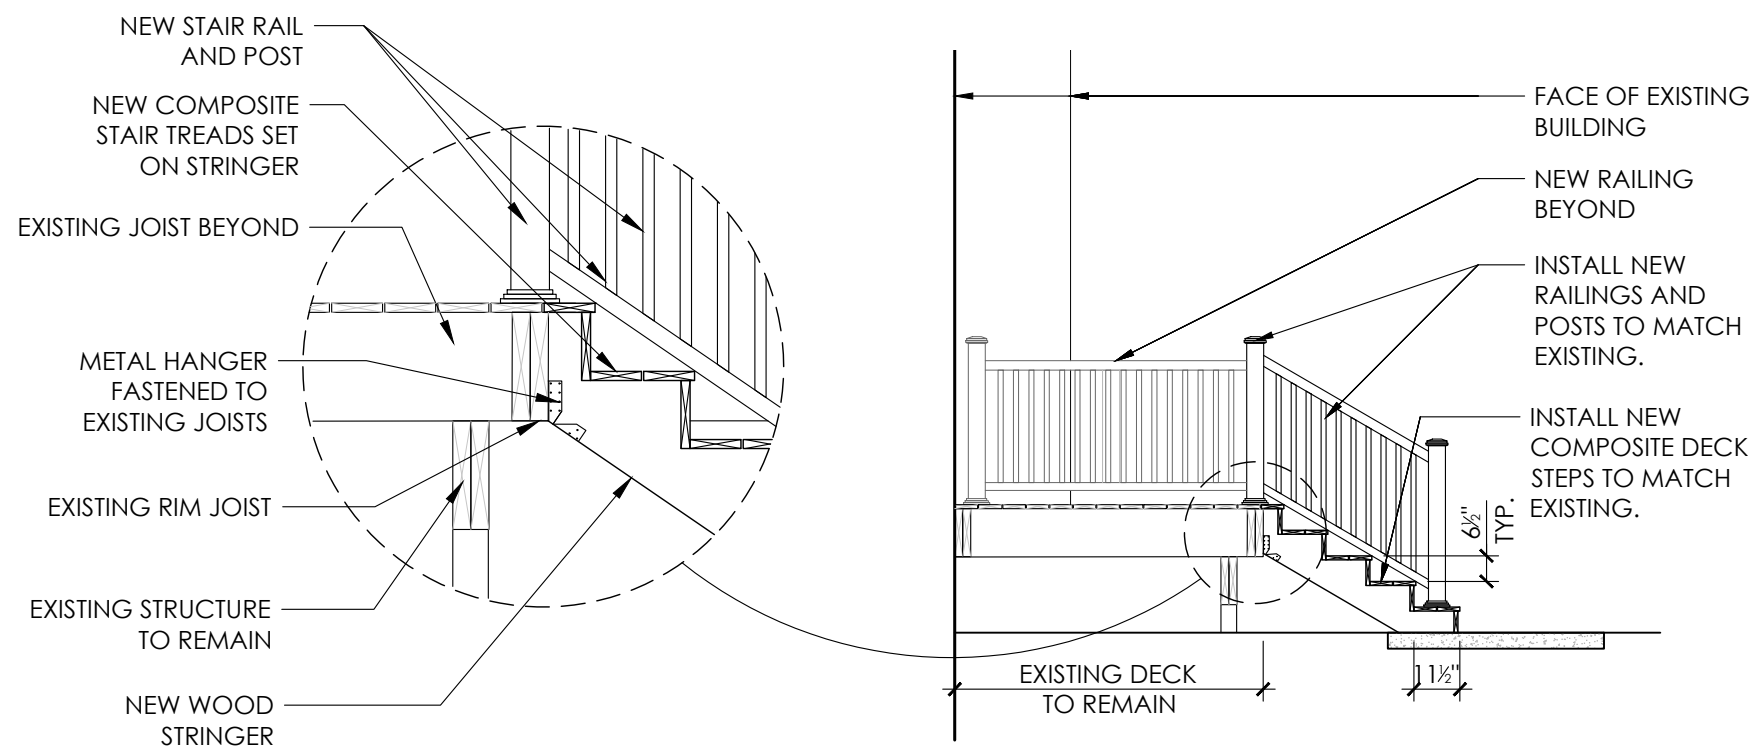 NEW STAIR RAIL
AND POST
NEW COMPOSITE
STAIR TREADS SET
ON STRINGER
EXISTING JOIST BEYOND
METAL HANGER
FASTENED TO
EXISTING JOISTS
EXISTING RIM JOIST
EXISTING STRUCTURE
TO REMAIN
NEW WOOD
STRINGER
FACE OF EXISTING
BUILDING
NEW RAILING
BEYOND
INSTALL NEW
RAILINGS AND
POSTS TO MATCH
EXISTING.
INSTALL NEW
COMPOSITE DECK
STEPS TO MATCH
EXISTING.
6½"
TYP.
EXISTING DECK
TO REMAIN
11½"